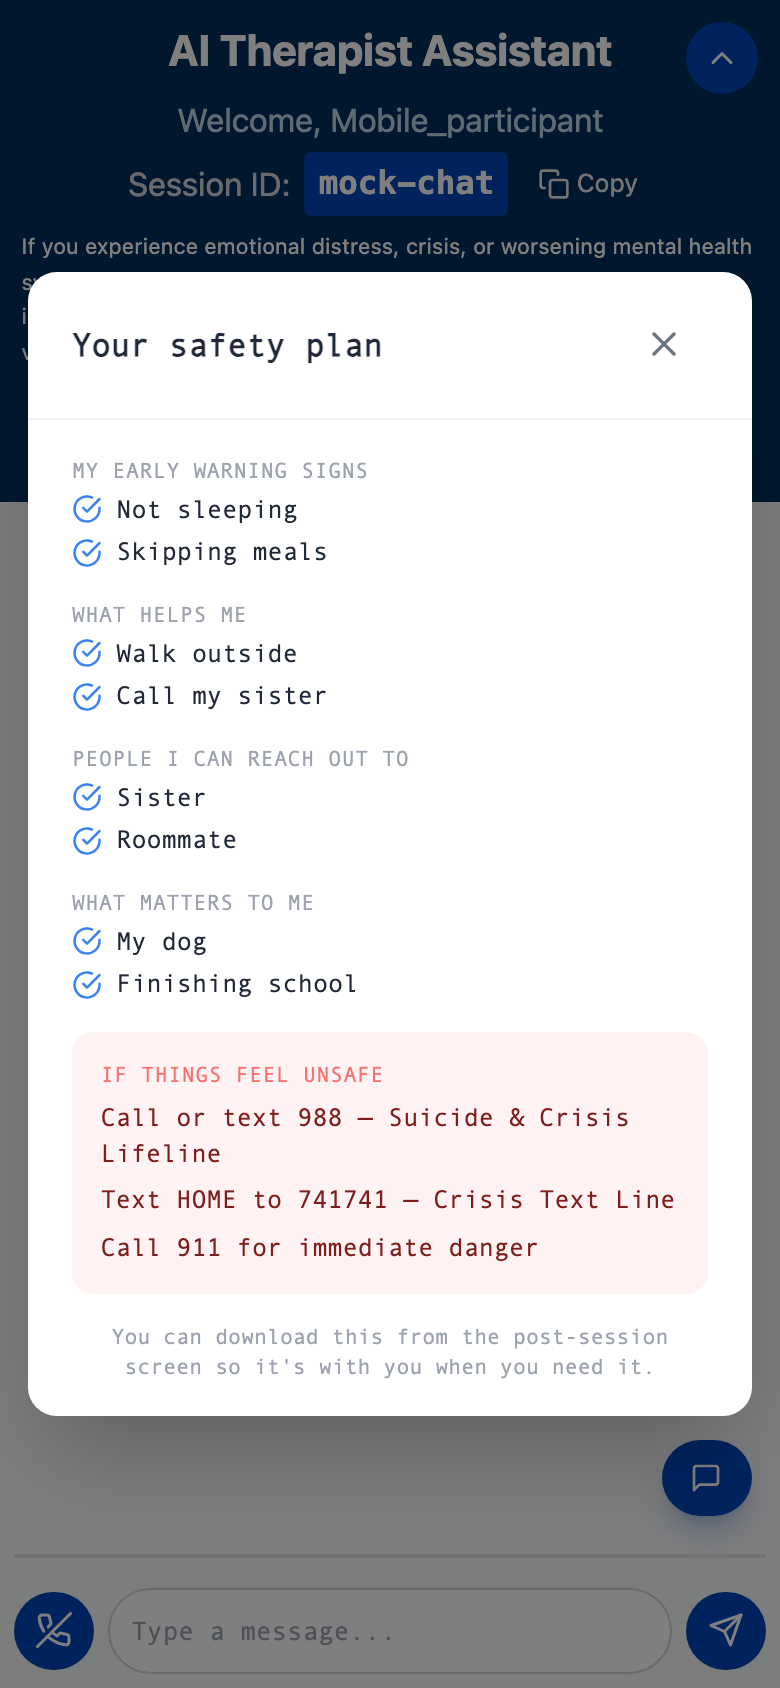 AI Therapist Assistant
Welcome, Mobile_participant
Session ID: mock-chat Copy
If you experience emotional distress, crisis, or worsening mental health
Your safety plan
MY EARLY WARNING SIGNS
Not sleeping
Skipping meals
WHAT HELPS ME
Walk outside
Call my sister
PEOPLE I CAN REACH OUT TO
Sister
Roommate
WHAT MATTERS TO ME
My dog
Finishing school
IF THINGS FEEL UNSAFE
Call or text 988 — Suicide & Crisis
Lifeline
Text HOME to 741741 — Crisis Text Line
Call 911 for immediate danger
You can download this from the post-session
screen so it's with you when you need it.
Type a message...